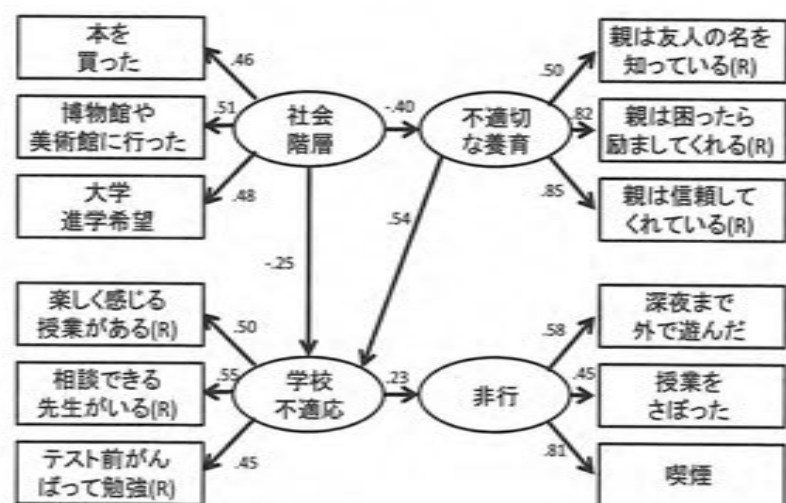 本を
買った
.46
親は友人の名を
知っている(R)
.50
博物館や
美術館に行った
.51
社会
階層
-.40
不適切
な養育
.82
親は困ったら
励ましてくれる(R)
大学
進学希望
.48
.85
親は信頼して
くれている(R)
.54
-.25
楽しく感じる
授業がある(R)
.50
深夜まで
外で遊んだ
.58
相談できる
先生がいる(R)
.55
学校
不適応
.23
非行
.45
授業を
さぼった
テスト前がん
ばって勉強(R)
.45
.81
喫煙